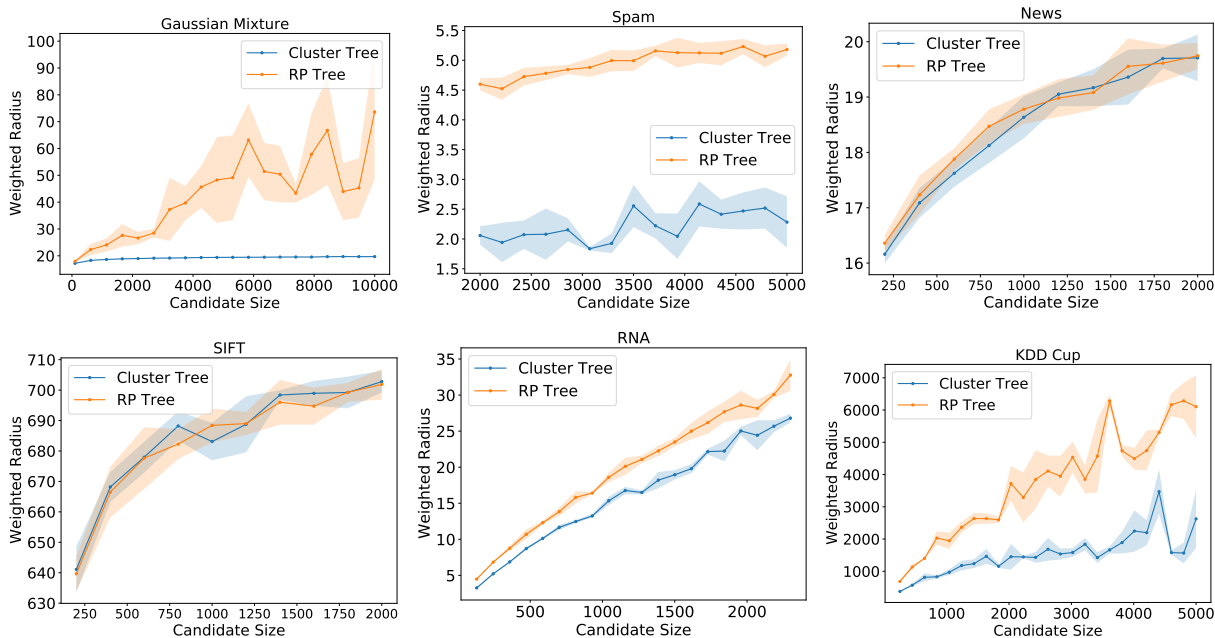 Gaussian Mixture
100
90
80
70
60
50
40
30
20
Weighted Radius
Cluster Tree
RP Tree
0
2000
4000
6000
8000
10000
Candidate Size
Spam
5.5
5.0
4.5
4.0
3.5
3.0
2.5
2.0
1.5
Weighted Radius
Cluster Tree
RP Tree
2000
2500
3000
3500
4000
4500
5000
Candidate Size
News
20
19
18
17
16
Weighted Radius
Cluster Tree
RP Tree
250
500
750
1000
1250
1500
1750
2000
Candidate Size
SIFT
710
700
690
680
670
660
650
640
630
Weighted Radius
Cluster Tree
RP Tree
250
500
750
1000
1250
1500
1750
2000
Candidate Size
RNA
35
30
25
20
15
10
5
Weighted Radius
Cluster Tree
RP Tree
500
1000
1500
2000
Candidate Size
KDD Cup
7000
6000
5000
4000
3000
2000
1000
Weighted Radius
Cluster Tree
RP Tree
1000
2000
3000
4000
5000
Candidate Size